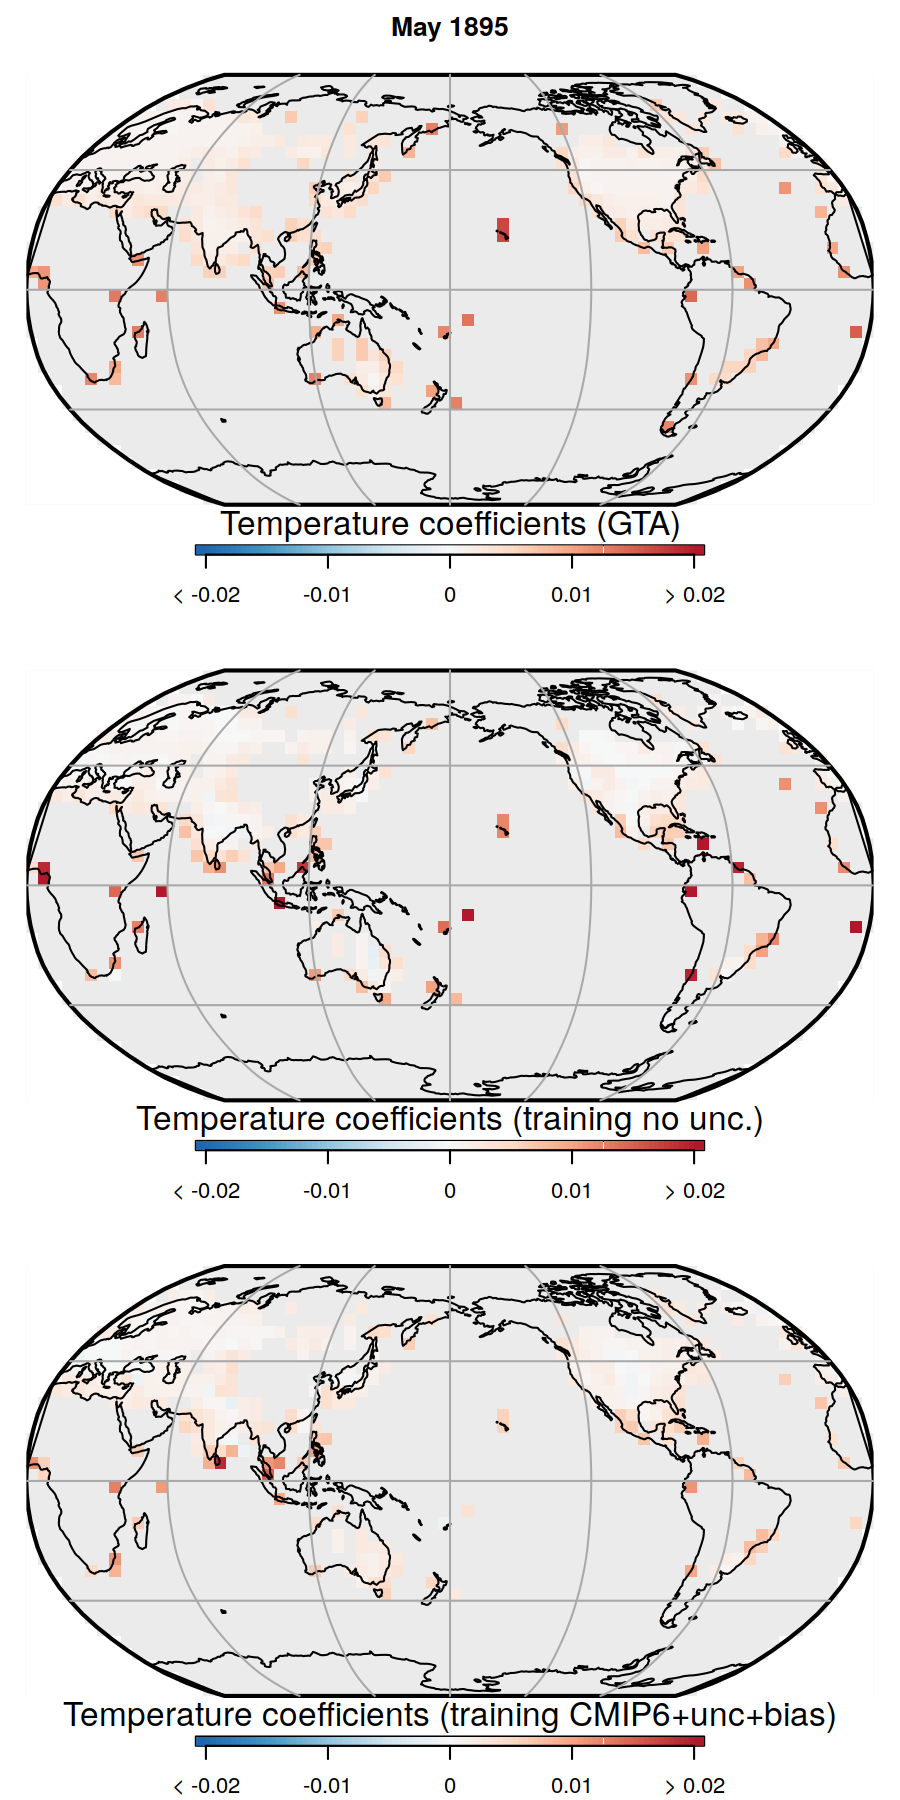 May 1895
Temperature coefficients (GTA)
< -0.02 -0.01 0 0.01 > 0.02
Temperature coefficients (training no unc.)
< -0.02 -0.01 0 0.01 > 0.02
Temperature coefficients (training CMIP6+unc+bias)
< -0.02 -0.01 0 0.01 > 0.02